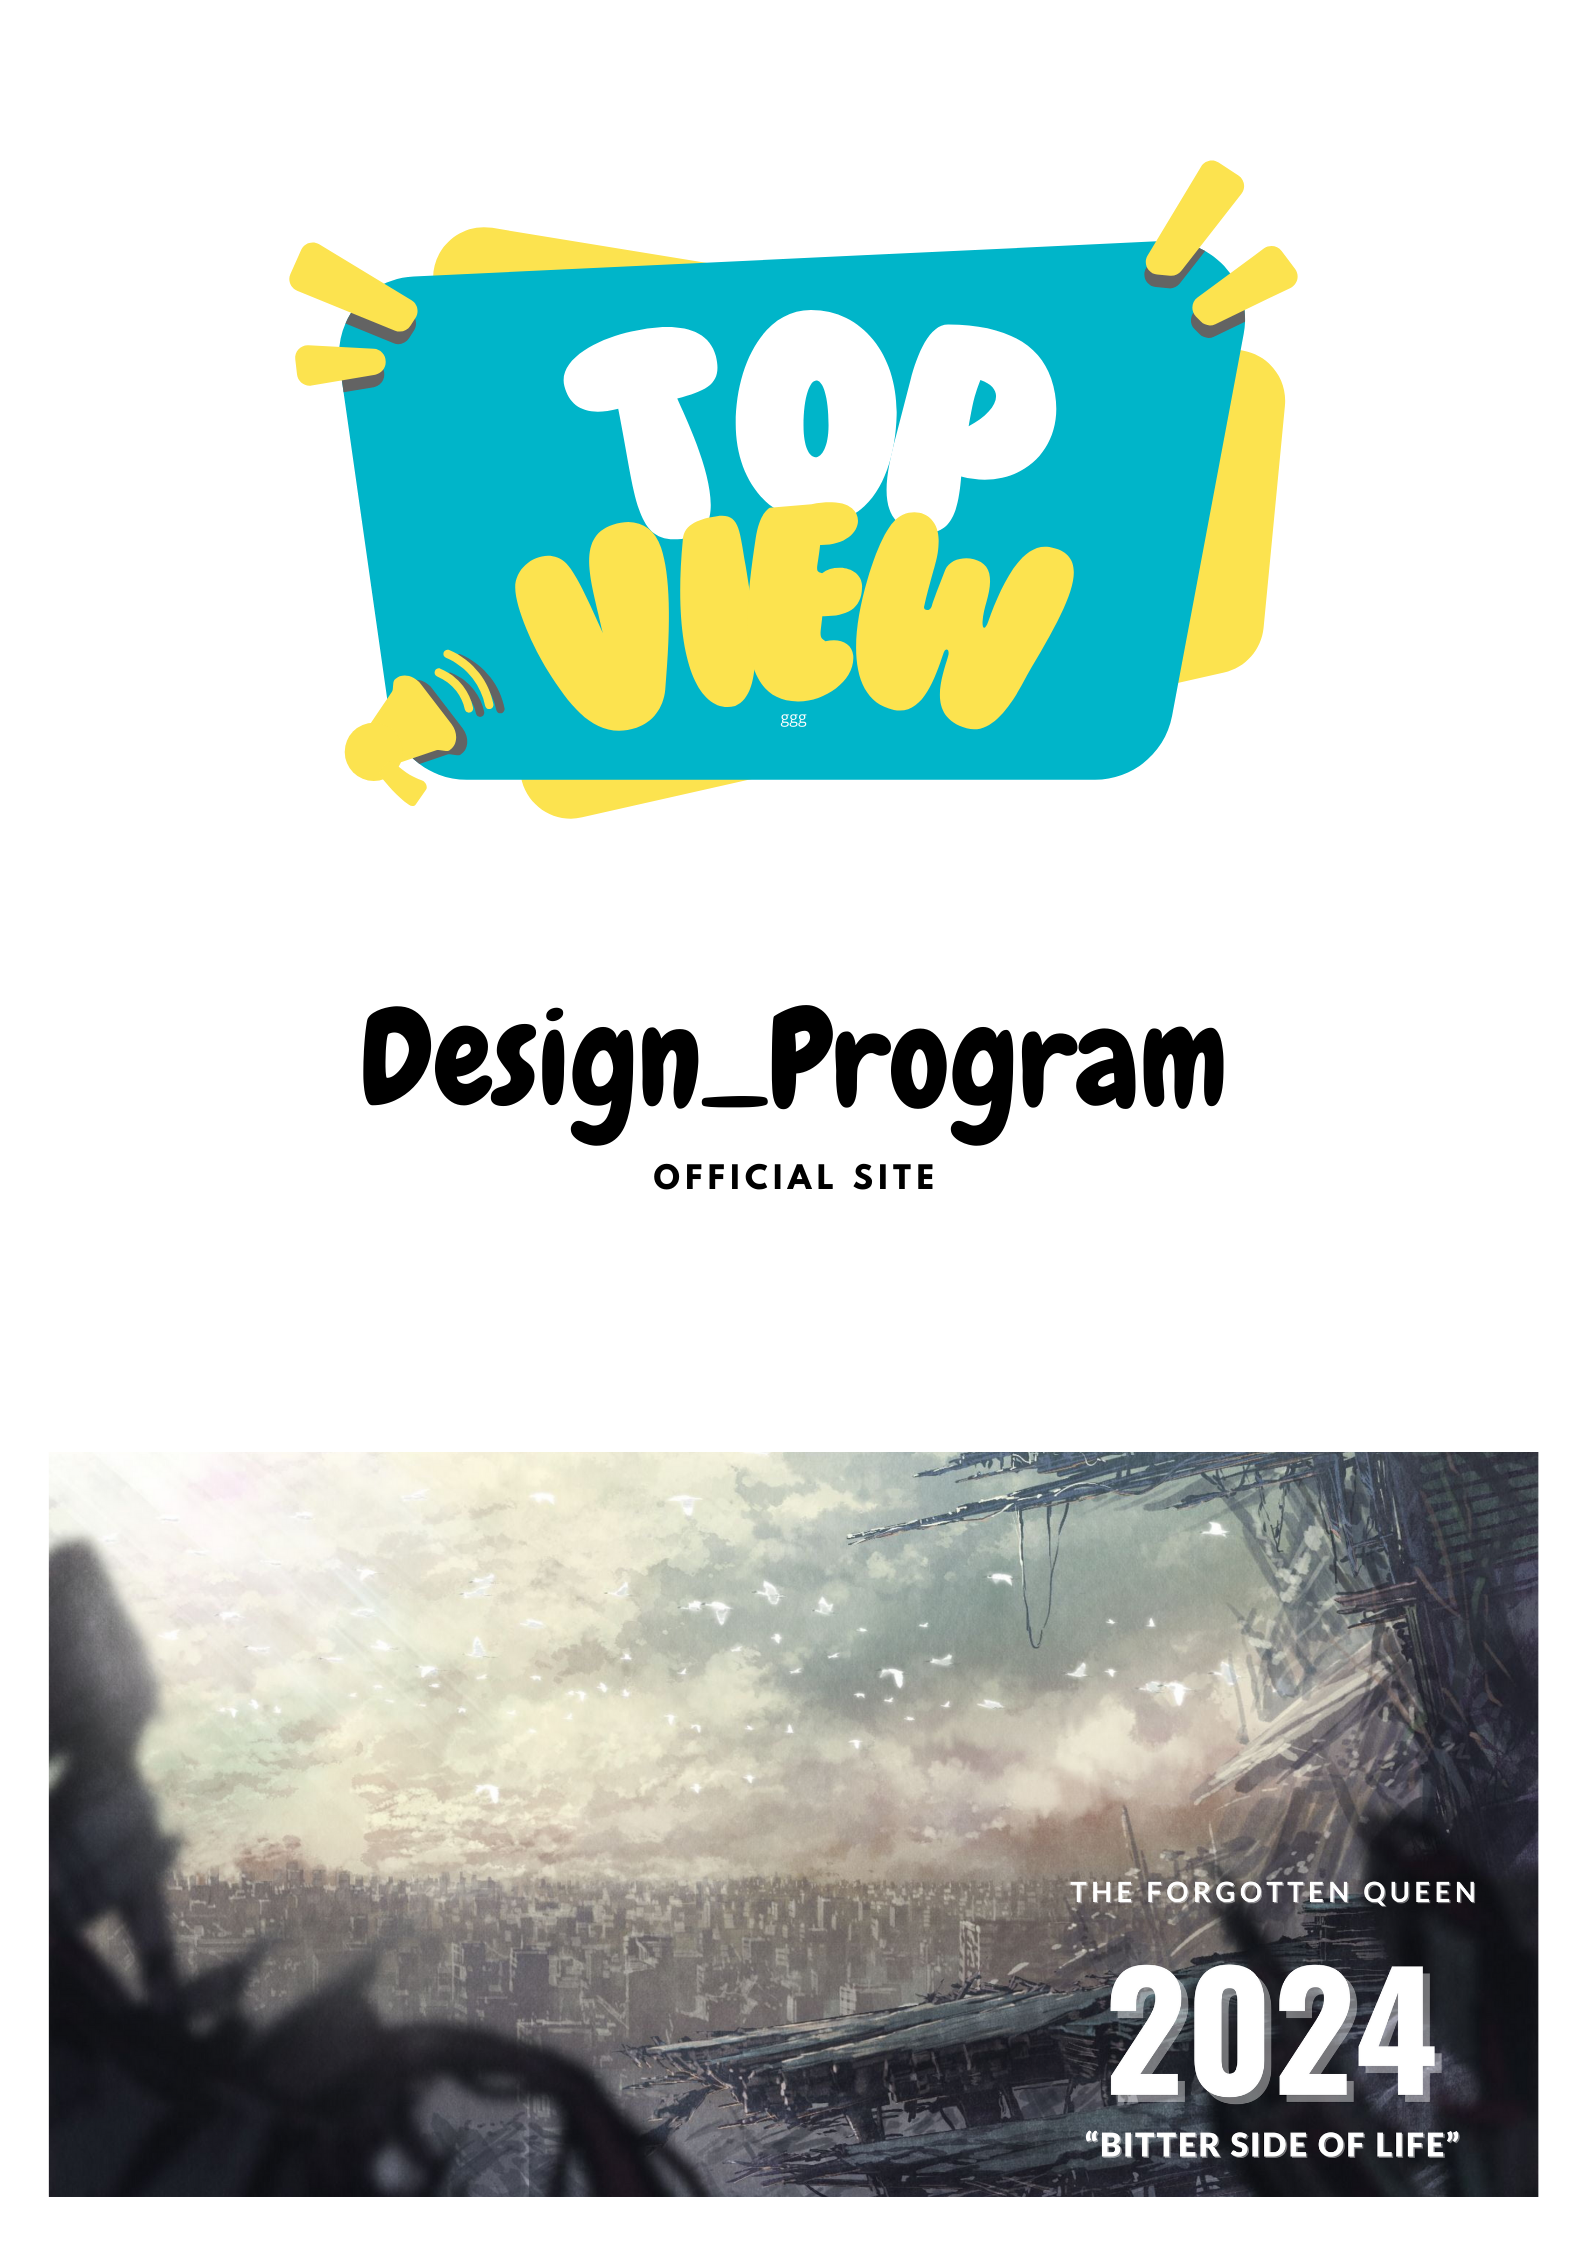 TOP
VIEW
ggg
Design_Program
OFFICIAL SITE
THE FORGOTTEN QUEEN
2024
“BITTER SIDE OF LIFE”